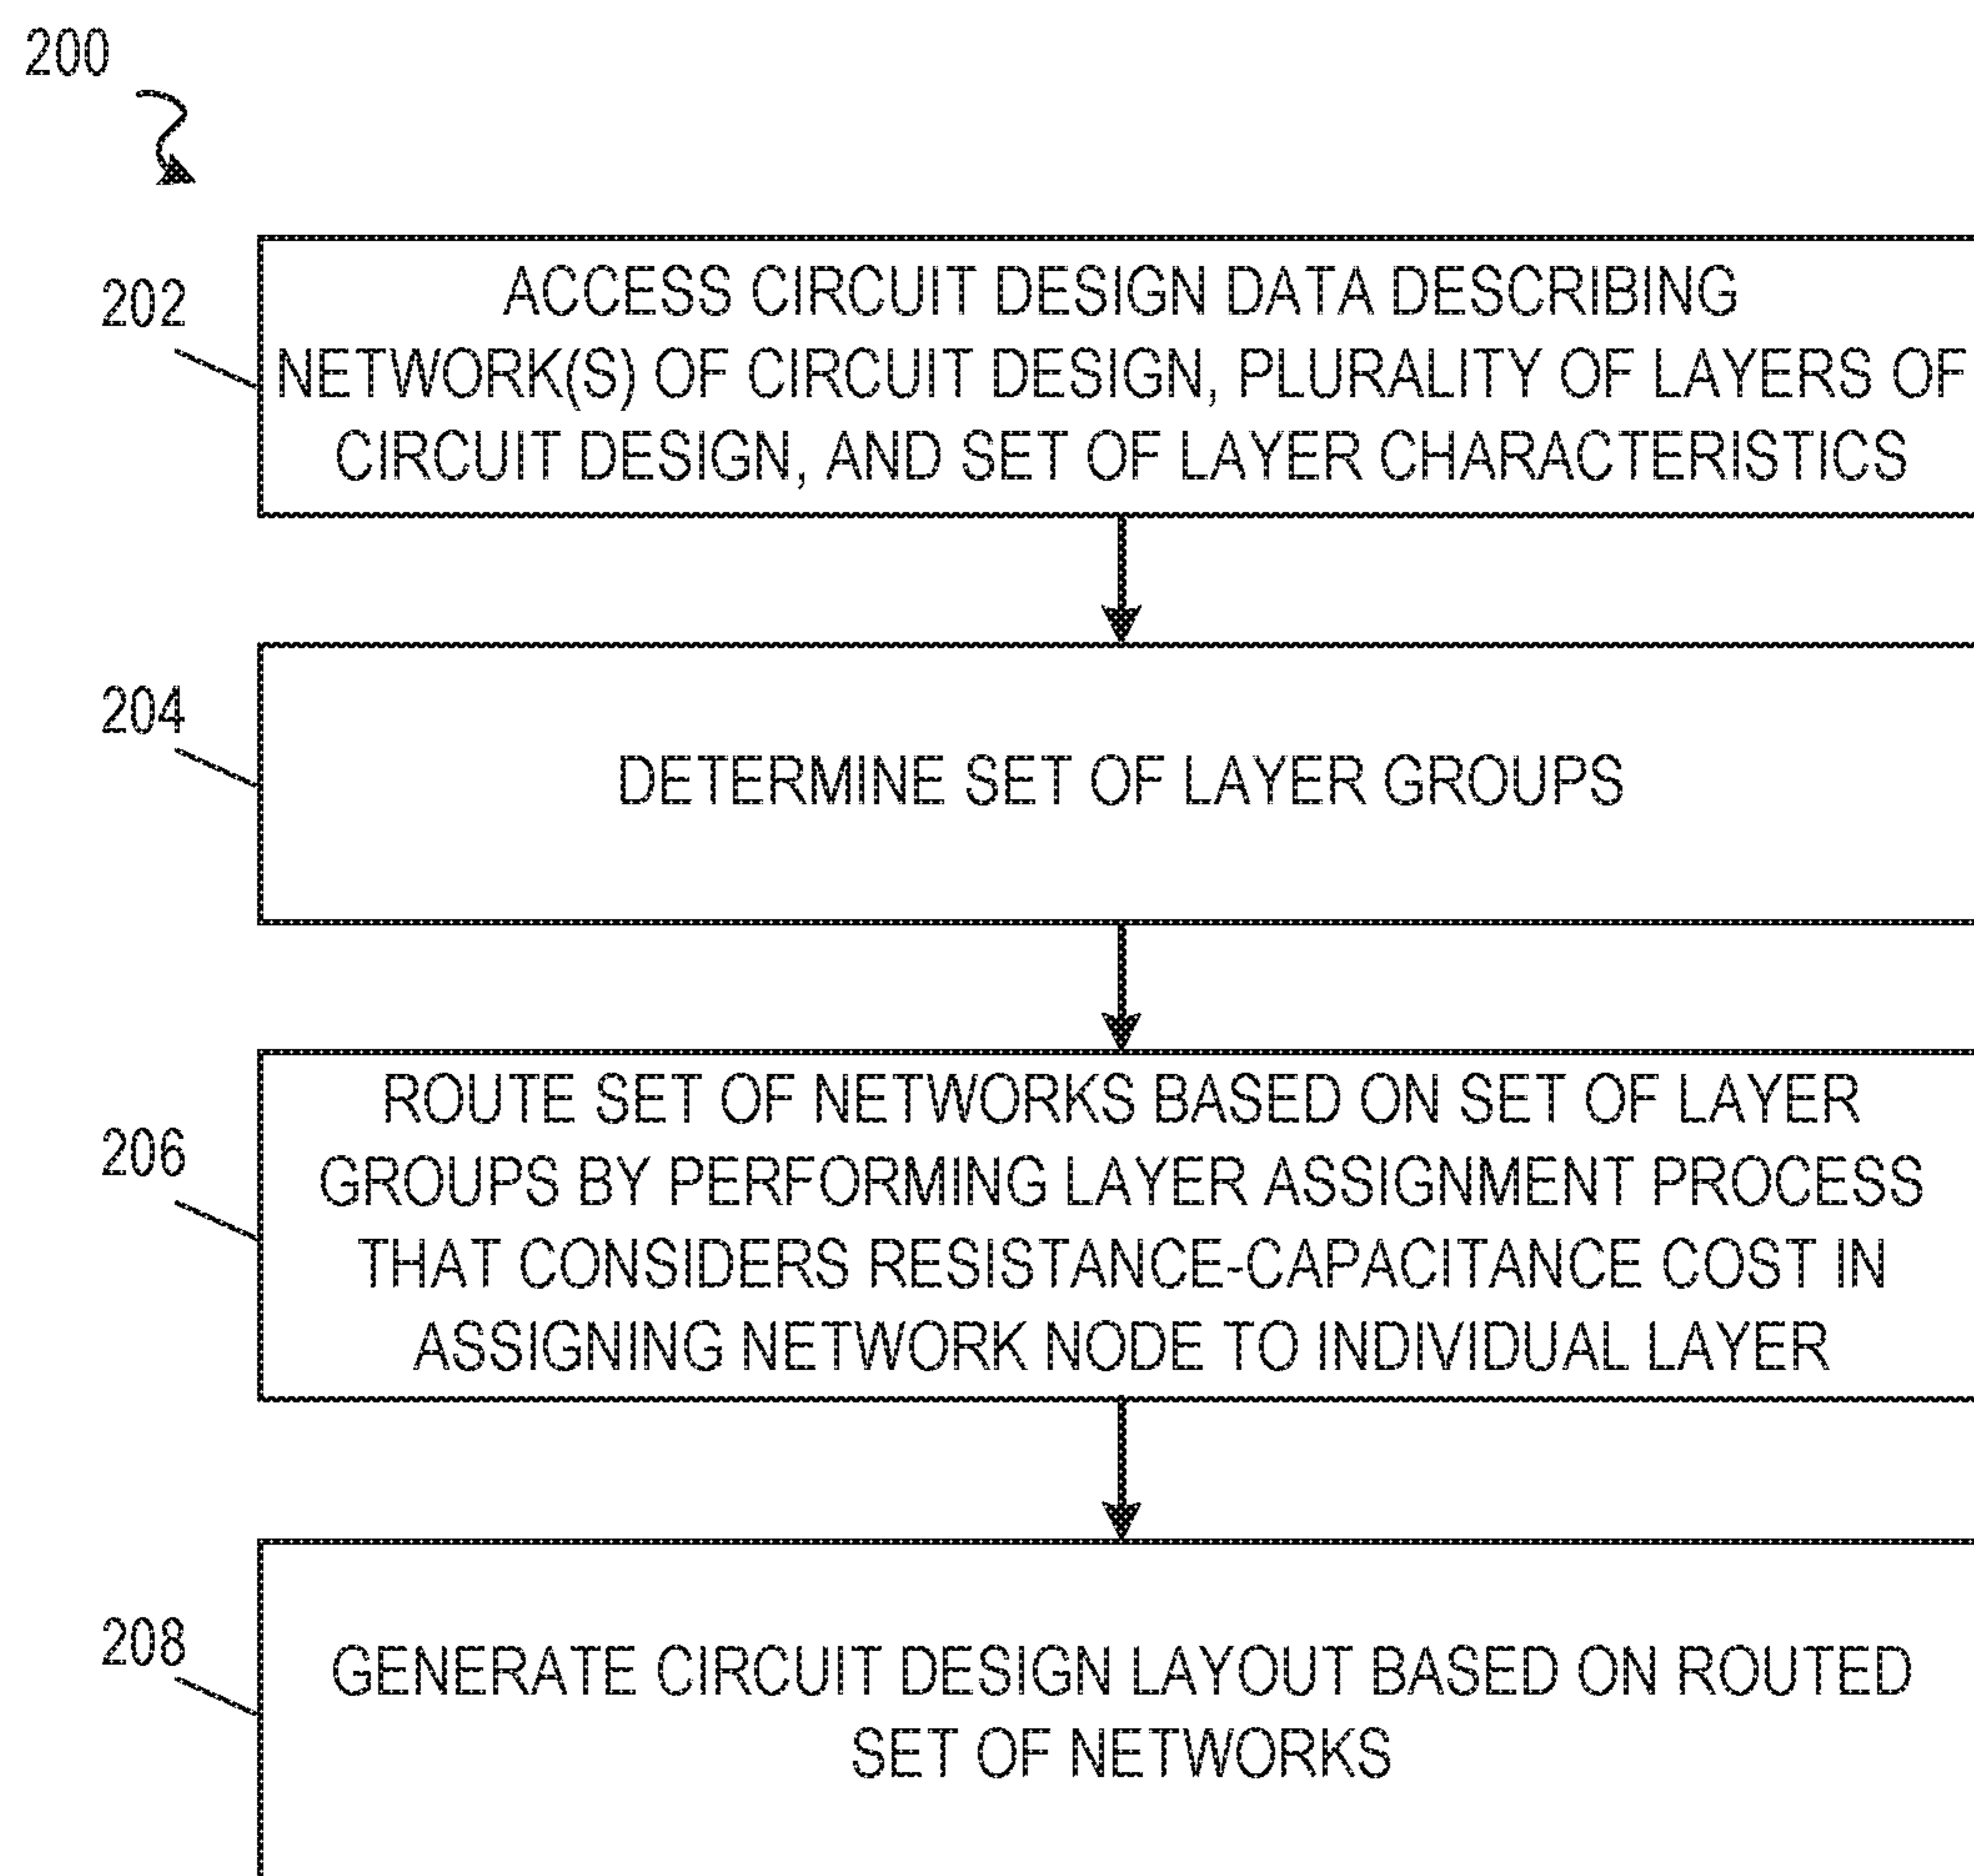 200
202
ACCESS CIRCUIT DESIGN DATA DESCRIBING
NETWORK(S) OF CIRCUIT DESIGN, PLURALITY OF LAYERS OF
CIRCUIT DESIGN, AND SET OF LAYER CHARACTERISTICS
204
DETERMINE SET OF LAYER GROUPS
206
ROUTE SET OF NETWORKS BASED ON SET OF LAYER
GROUPS BY PERFORMING LAYER ASSIGNMENT PROCESS
THAT CONSIDERS RESISTANCE-CAPACITANCE COST IN
ASSIGNING NETWORK NODE TO INDIVIDUAL LAYER
208
GENERATE CIRCUIT DESIGN LAYOUT BASED ON ROUTED
SET OF NETWORKS